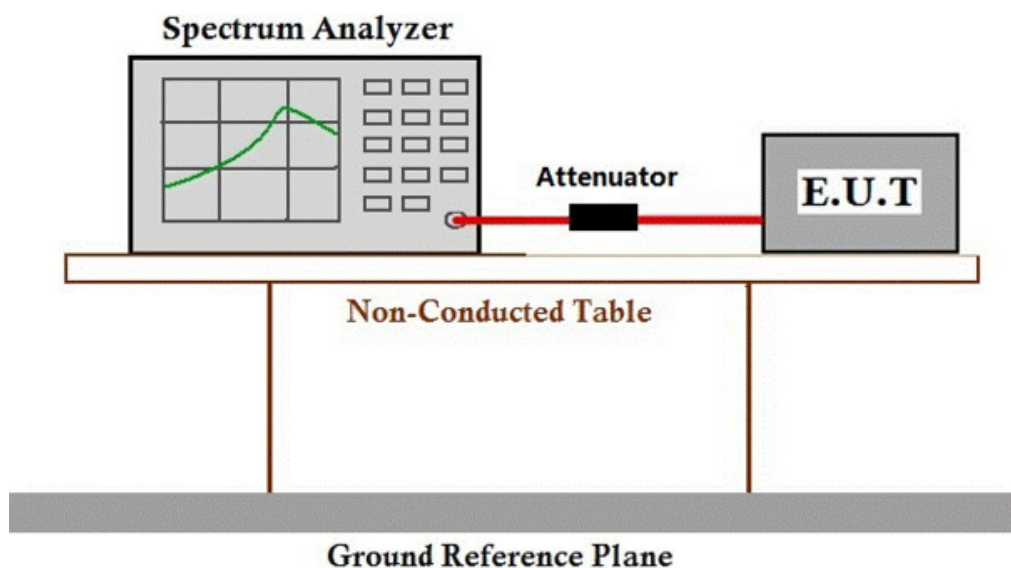 Spectrum Analyzer
Attenuator
E.U.T
Non-Conducted Table
Ground Reference Plane